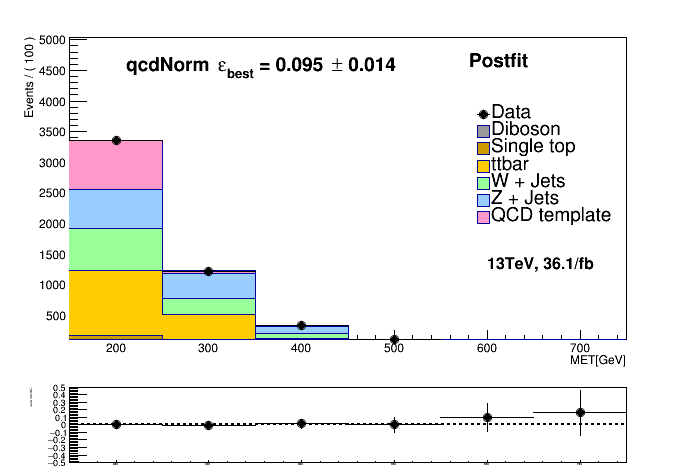 qcdNorm ε_best = 0.095 ± 0.014
Postfit
Events / ( 100 )
5000
4500
4000
3500
3000
2500
2000
1500
1000
500
Data
Diboson
Single top
ttbar
W + Jets
Z + Jets
QCD template
13TeV, 36.1/fb
200 300 400 500 600 700
MET[GeV]
0.5
0.4
0.3
0.2
0.1
0
−0.1
−0.2
−0.3
−0.4
−0.5